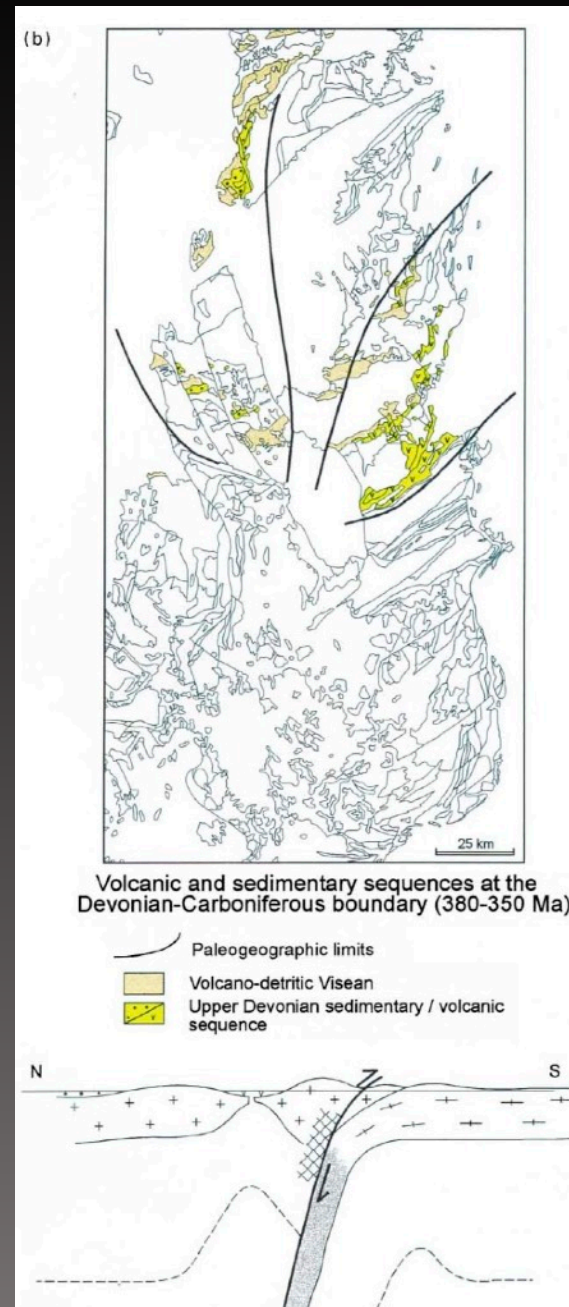 (b)
25 km
Volcanic and sedimentary sequences at the
Devonian-Carboniferous boundary (380-350 Ma)
Paleogeographic limits
Volcano-detritic Visean
Upper Devonian sedimentary / volcanic
sequence
N
S